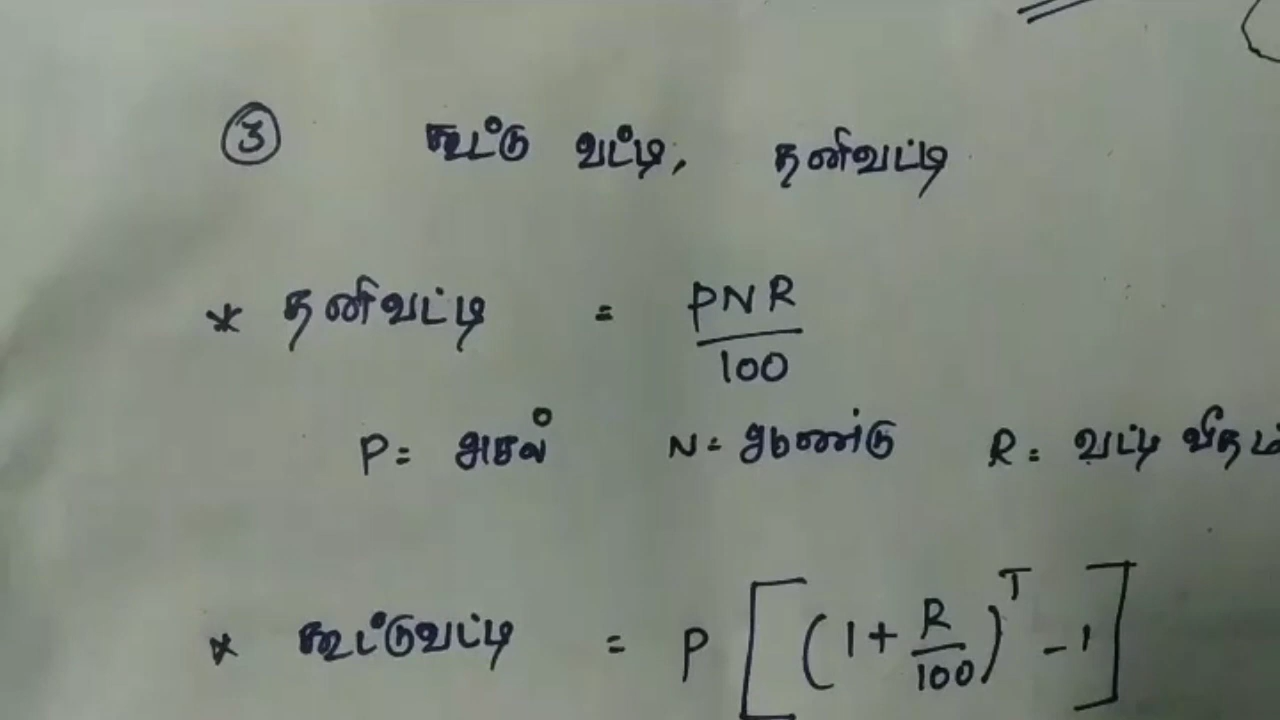 ③ கூட்டு வட்டி, தனிவட்டி
* தனிவட்டி = PNR/100
P = அசல் N = ஆண்டு R = வட்டி வீதம்
* கூட்டுவட்டி = P[(1+R/100)^T -1]